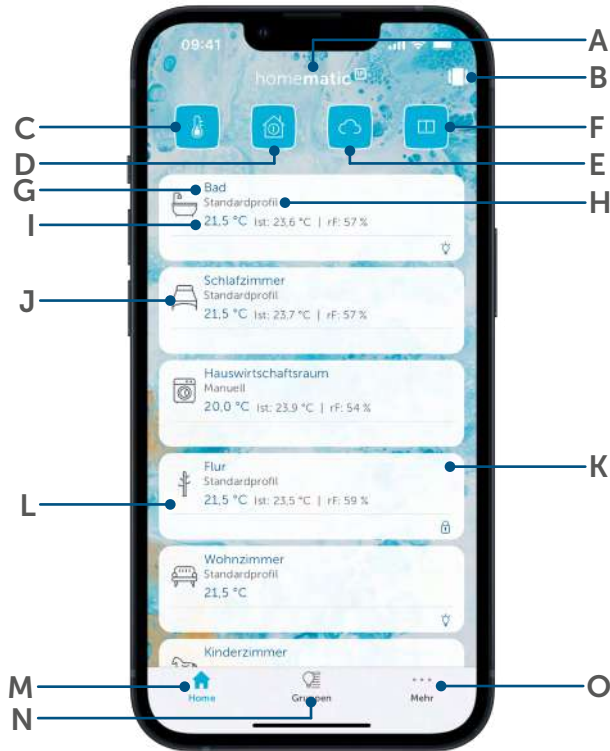 09:41
homematic IP
A
B
C
D
E
F
G
H
I
Bad
Standardprofil
21,5 °C Ist: 23,6 °C | rF: 57 %
J
Schlafzimmer
Standardprofil
21,5 °C Ist: 23,7 °C | rF: 57 %
Hauswirtschaftsraum
Manuell
20,0 °C Ist: 23,9 °C | rF: 54 %
K
L
Flur
Standardprofil
21,5 °C Ist: 23,5 °C | rF: 59 %
Wohnzimmer
Standardprofil
21,5 °C
Kinderzimmer
M
N
O
Home
Gruppen
Mehr